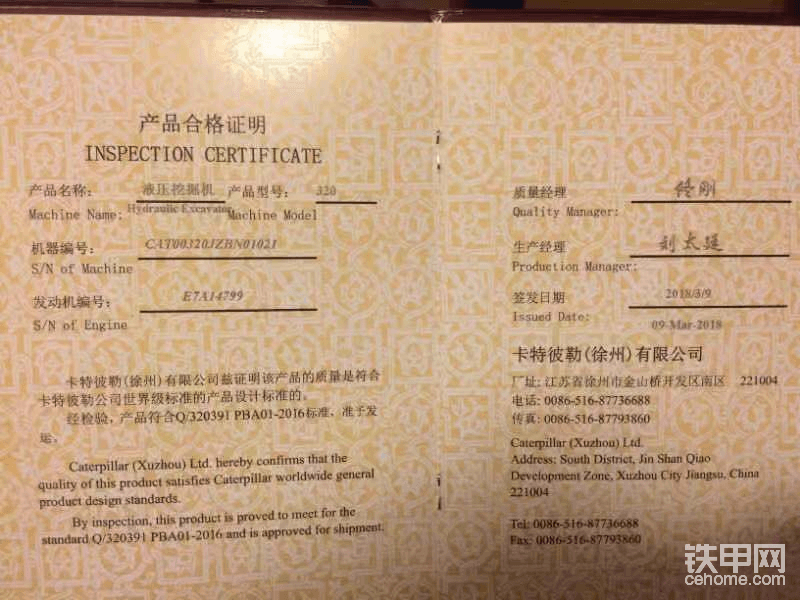 产品合格证明
INSPECTION CERTIFICATE
产品名称: 液压挖掘机 产品型号: 320
Machine Name: Hydraulic Excavator Machine Model
机器编号: CAT00320JZBN01021
S/N of Machine
发动机编号: E7A14799
S/N of Engine
卡特彼勒(徐州)有限公司兹证明该产品的质量是符合
卡特彼勒公司世界级标准的产品设计标准的。
经检验,产品符合Q/320391 PBA01-2016标准, 准予发
运。
Caterpillar (Xuzhou) Ltd. hereby confirms that the
quality of this product satisfies Caterpillar worldwide general
product design standards.
By inspection, this product is proved to meet for the
standard Q/320391 PBA01-2016 and is approved for shipment.
质量经理 佟刚
Quality Manager:
生产经理 刘太廷
Production Manager:
签发日期 2018/3/9
Issued Date: 09-Mar-2018
卡特彼勒(徐州)有限公司
厂址: 江苏省徐州市金山桥开发区南区 221004
电话: 0086-516-87736688
传真: 0086-516-87793860
Caterpillar (Xuzhou) Ltd.
Address: South District, Jin Shan Qiao
Development Zone, Xuzhou City Jiangsu, China
221004
Tel: 0086-516-87736688
Fax: 0086-516-87793860
铁甲网
cehome.com